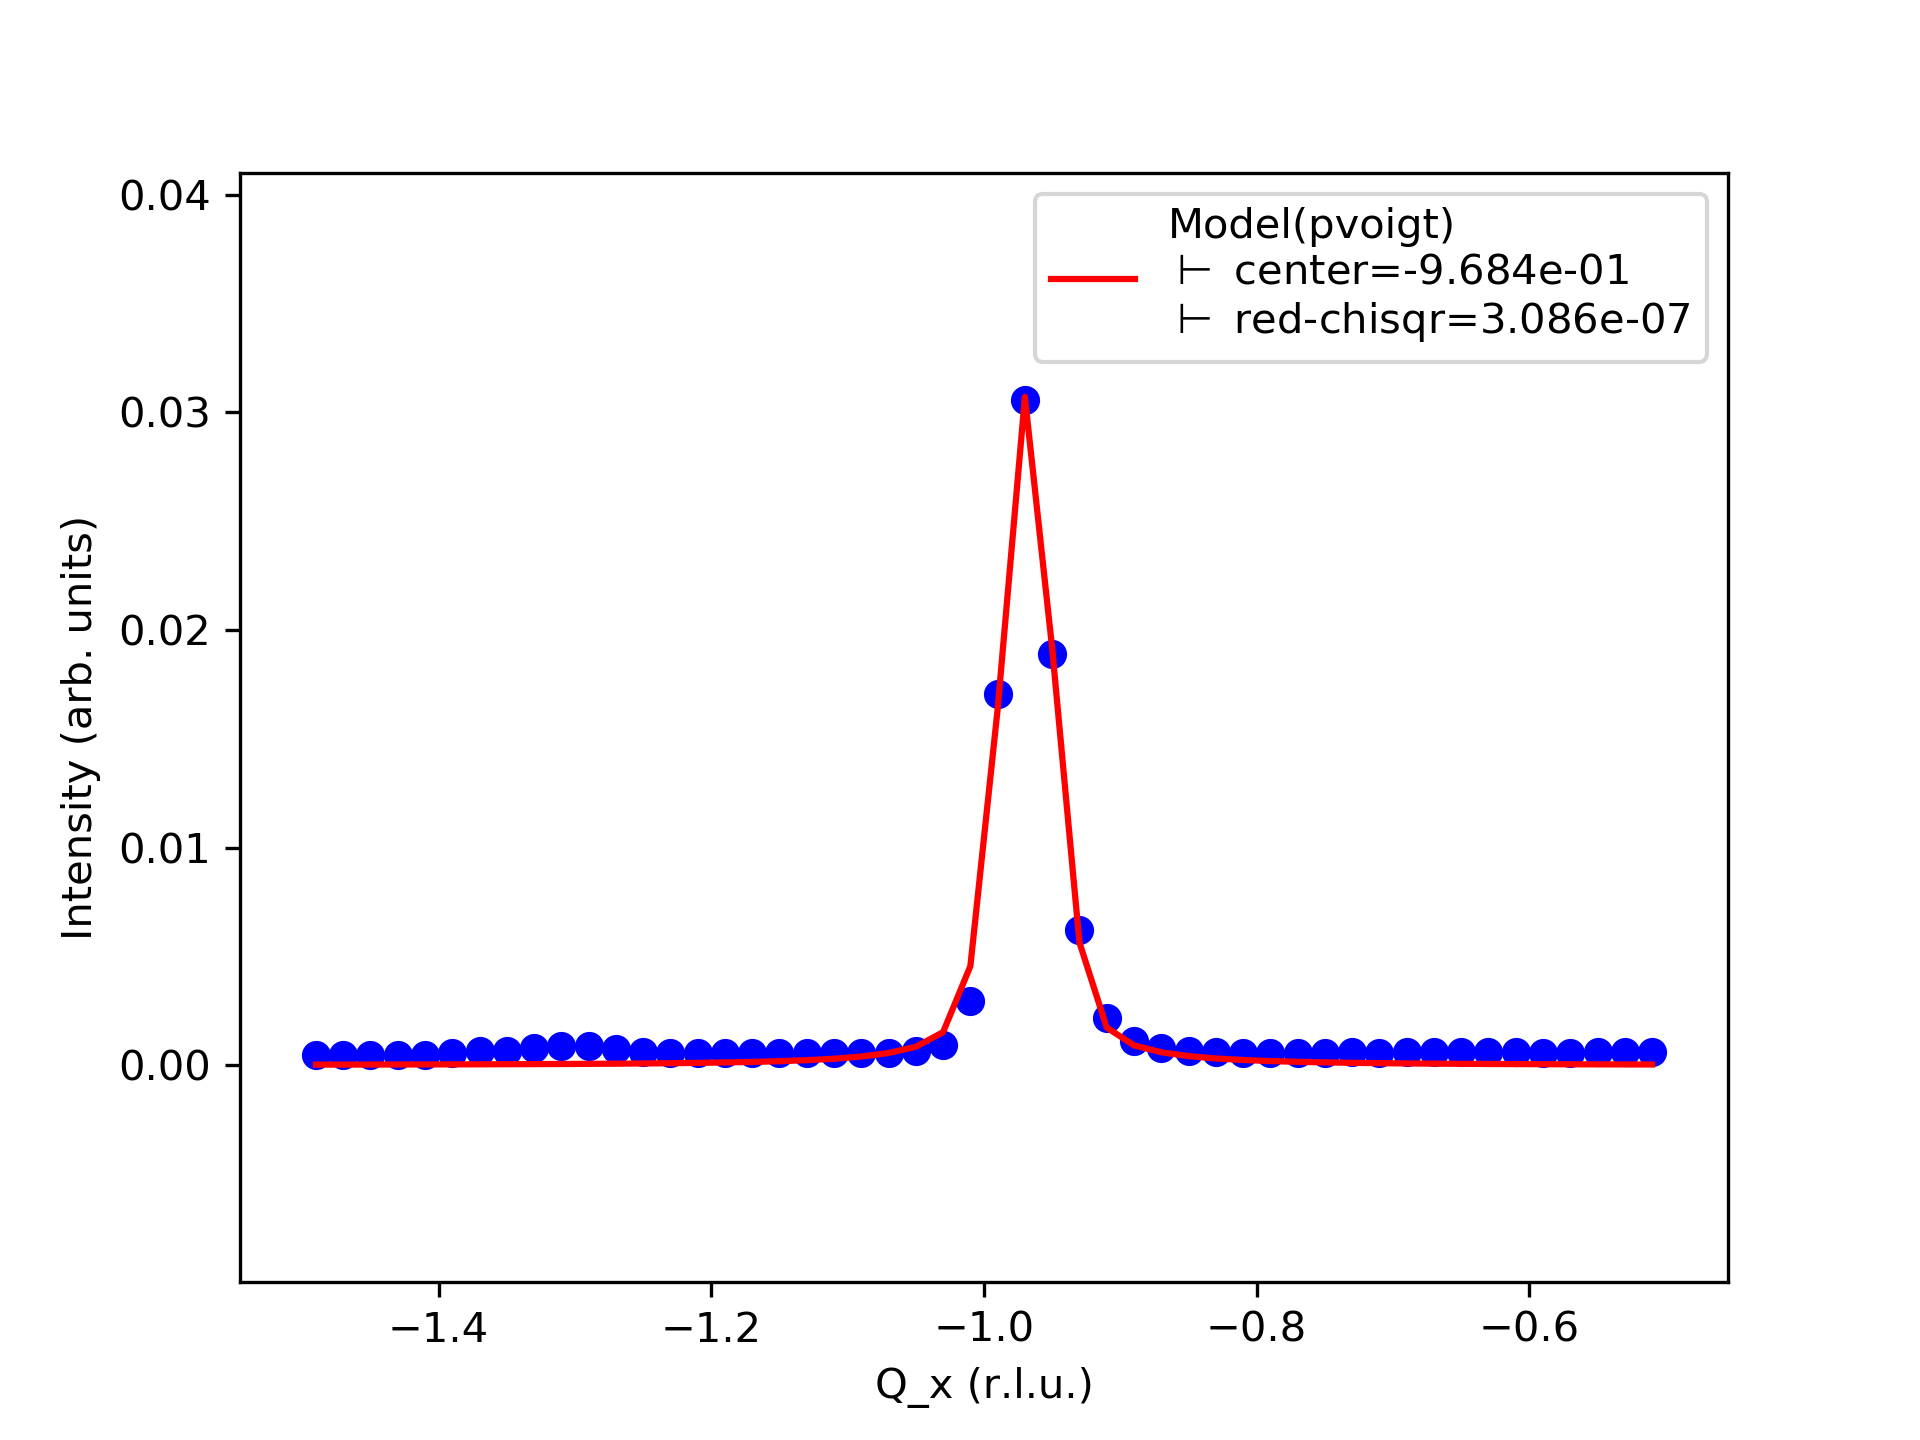 Model(pvoigt)
⊢ center=-9.684e-01
⊢ red-chisqr=3.086e-07
0.04
0.03
0.02
0.01
0.00
Intensity (arb. units)
−1.4 −1.2 −1.0 −0.8 −0.6
Q_x (r.l.u.)